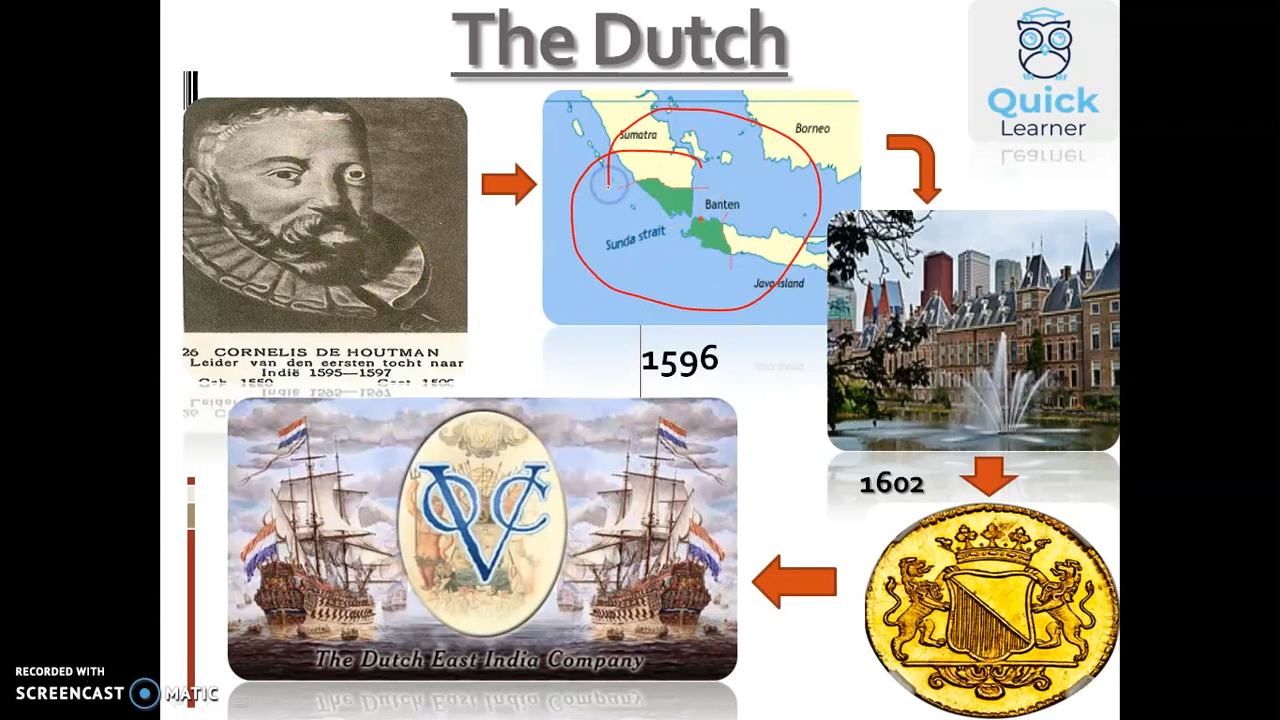 The Dutch
Quick
Learner
Sumatra
Borneo
Banten
Sunda strait
Java Island
26 CORNELIS DE HOUTMAN
Leider van den eersten tocht naar
Indië 1595—1597
1596
1602
VOC
The Dutch East India Company
RECORDED WITH
SCREENCAST MATIC